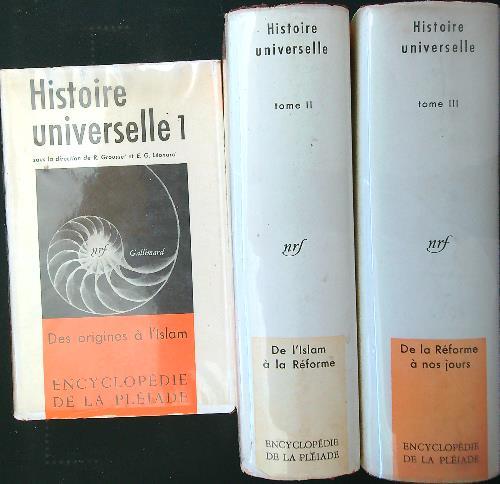 Histoire
universelle 1
sous la direction de R. Grousset et E. G. Léonard
nrf Gallimard
Des origines à l'Islam
ENCYCLOPÉDIE
DE LA PLÉIADE
Histoire
universelle
tome II
nrf
De l'Islam
à la Réforme
ENCYCLOPÉDIE
DE LA PLÉIADE
Histoire
universelle
tome III
nrf
De la Réforme
à nos jours
ENCYCLOPÉDIE
DE LA PLÉIADE